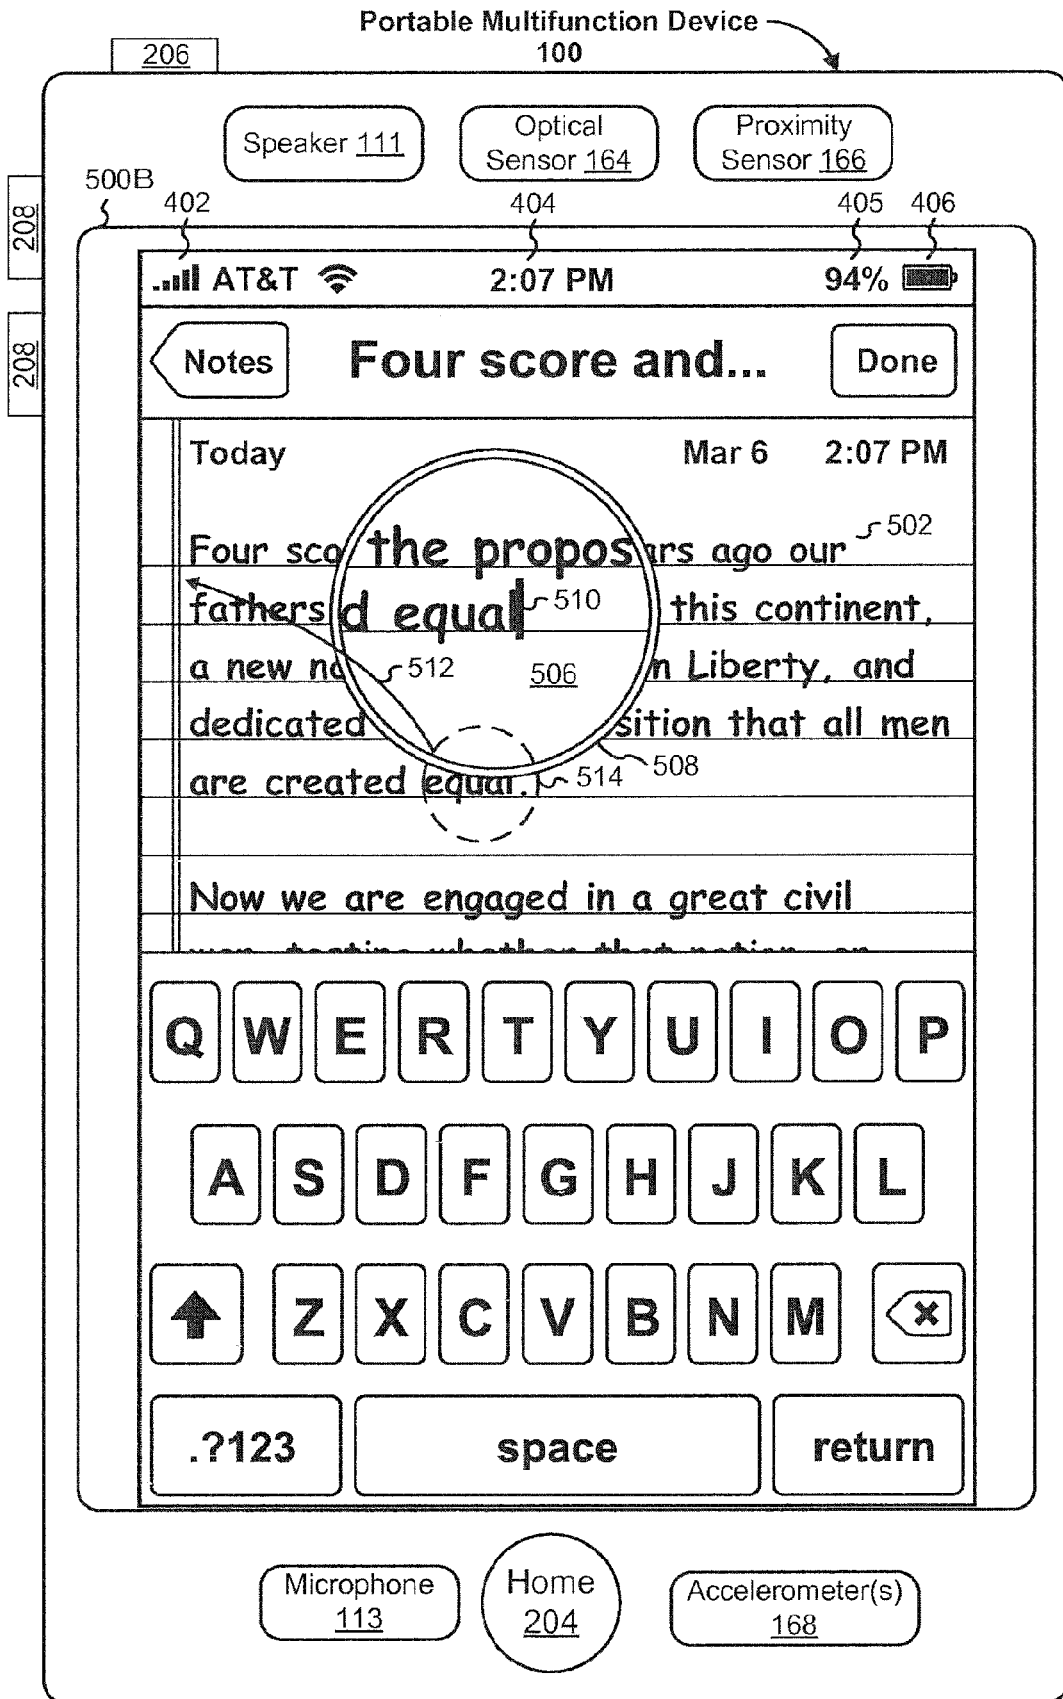 Portable Multifunction Device
100
206
Speaker 111
Optical
Sensor 164
Proximity
Sensor 166
500B
402
404
405
406
208
208
AT&T 2:07 PM 94%
Notes
Four score and...
Done
Today Mar 6 2:07 PM
Four sco the propos ars ago our 502
fathers d equal 510 this continent,
a new na 512 506 n Liberty, and
dedicated sition that all men
508
are created equal. 514
Now we are engaged in a great civil
Q W E R T Y U I O P
A S D F G H J K L
Z X C V B N M
.?123 space return
Microphone
113
Home
204
Accelerometer(s)
168